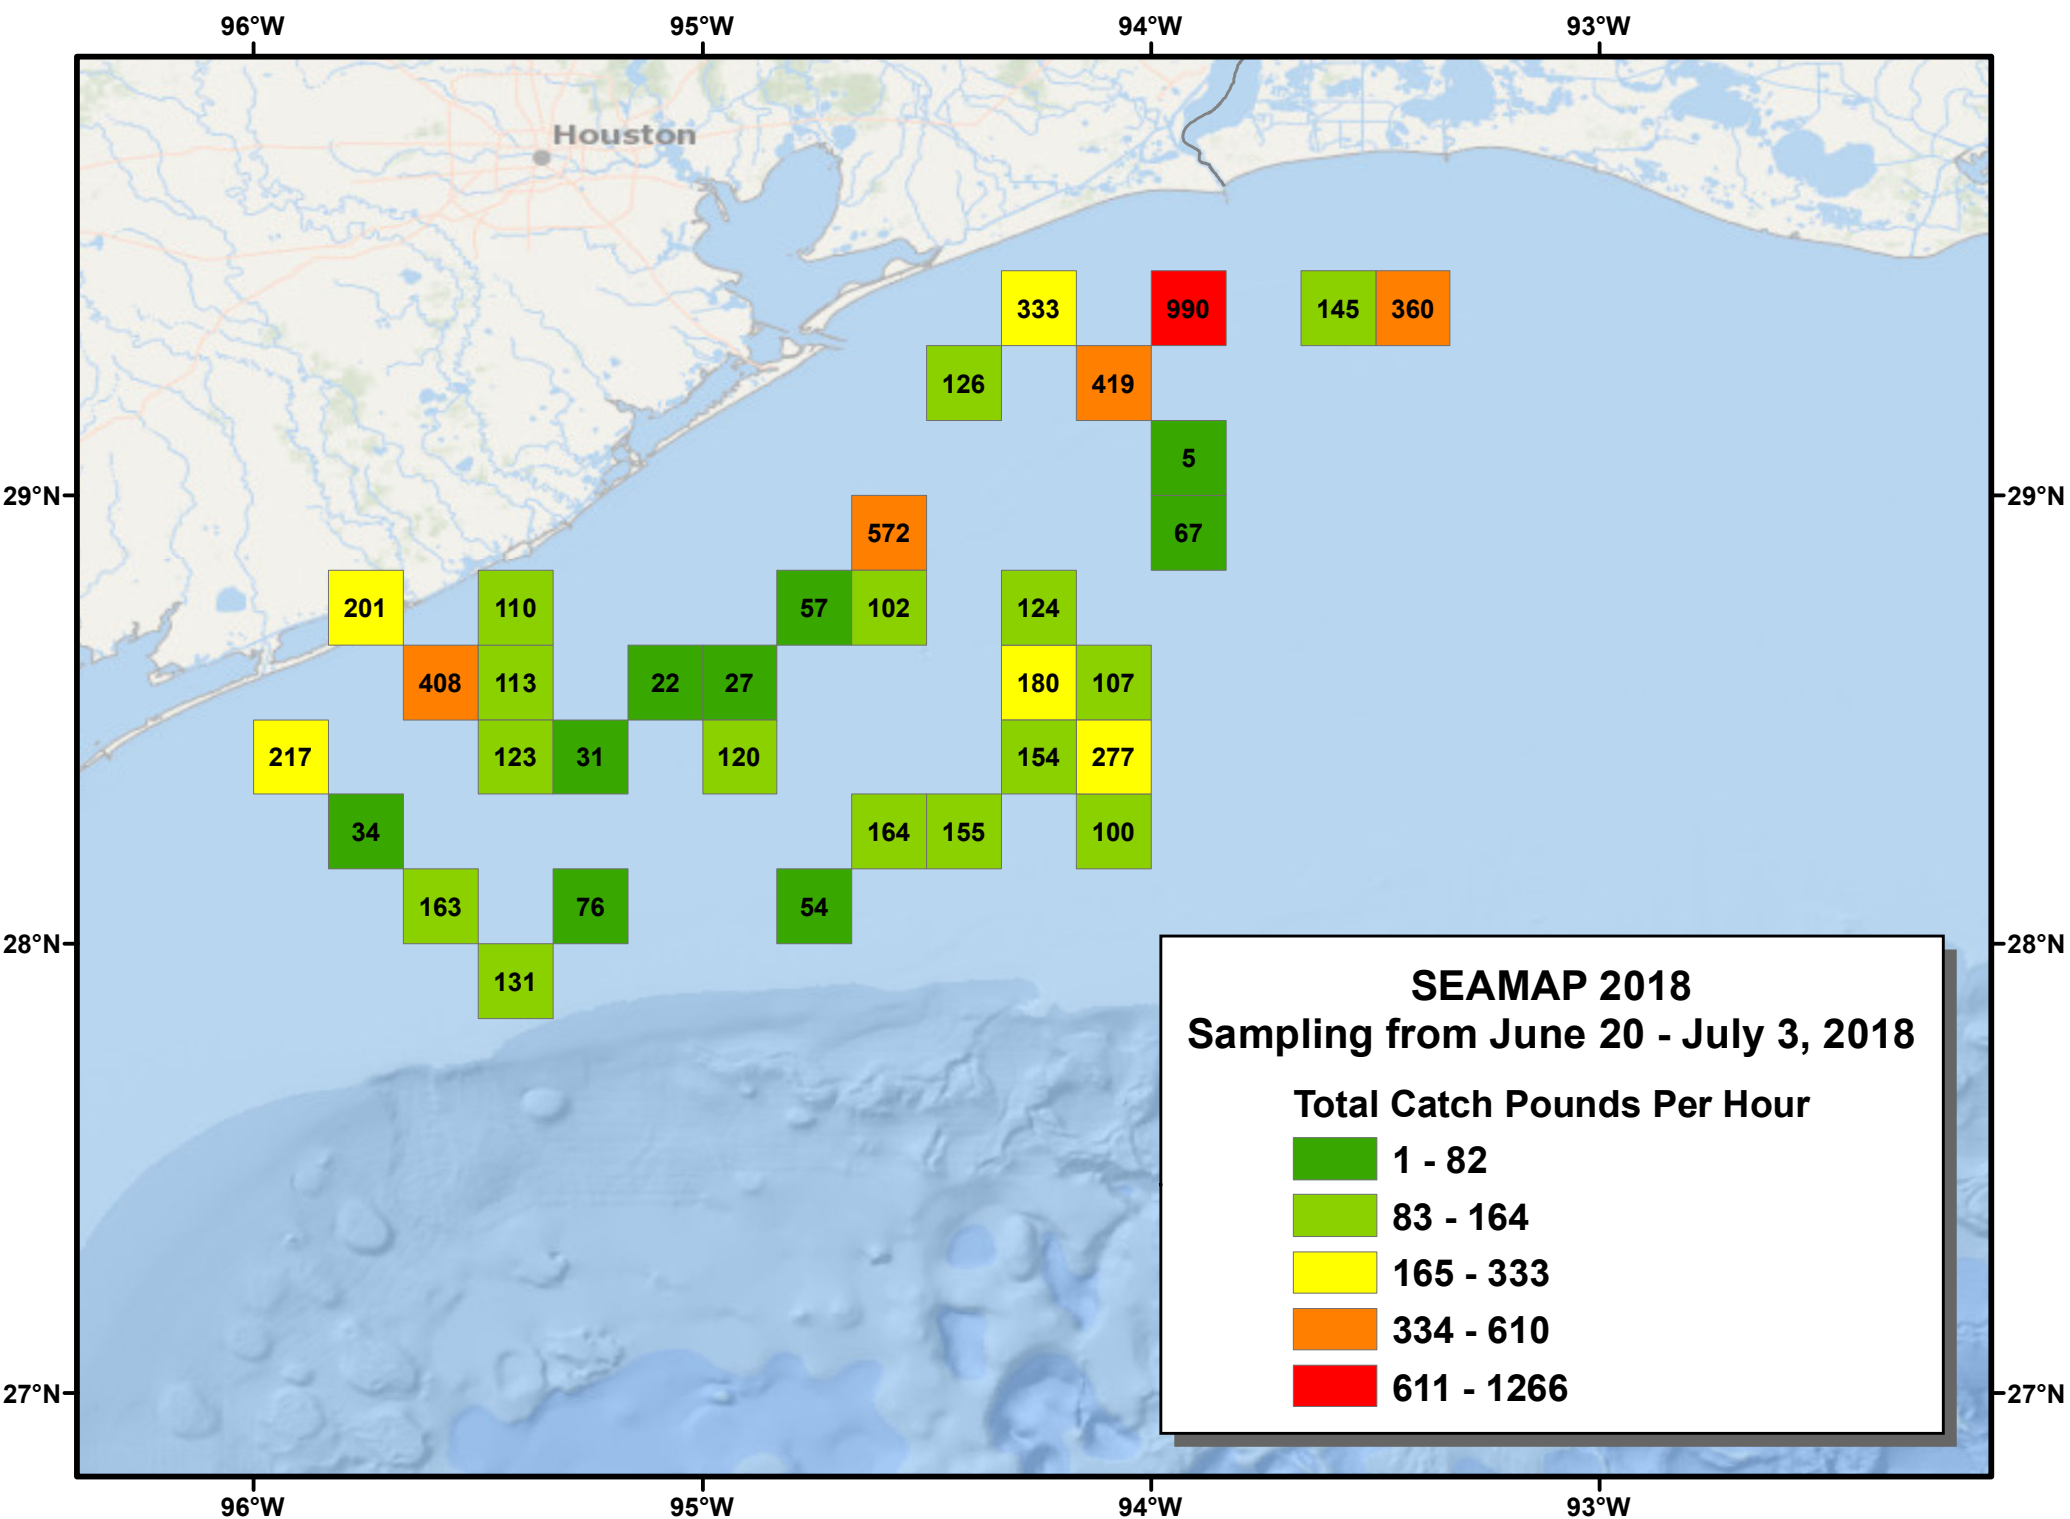 96°W 95°W 94°W 93°W
Houston
333 990 145 360
126 419
5
29°N 29°N
572 67
201 110 57 102 124
408 113 22 27 180 107
217 123 31 120 154 277
34 164 155 100
163 76 54
28°N 28°N
131
SEAMAP 2018
Sampling from June 20 - July 3, 2018
Total Catch Pounds Per Hour
1 - 82
83 - 164
165 - 333
334 - 610
611 - 1266
27°N 27°N
96°W 95°W 94°W 93°W